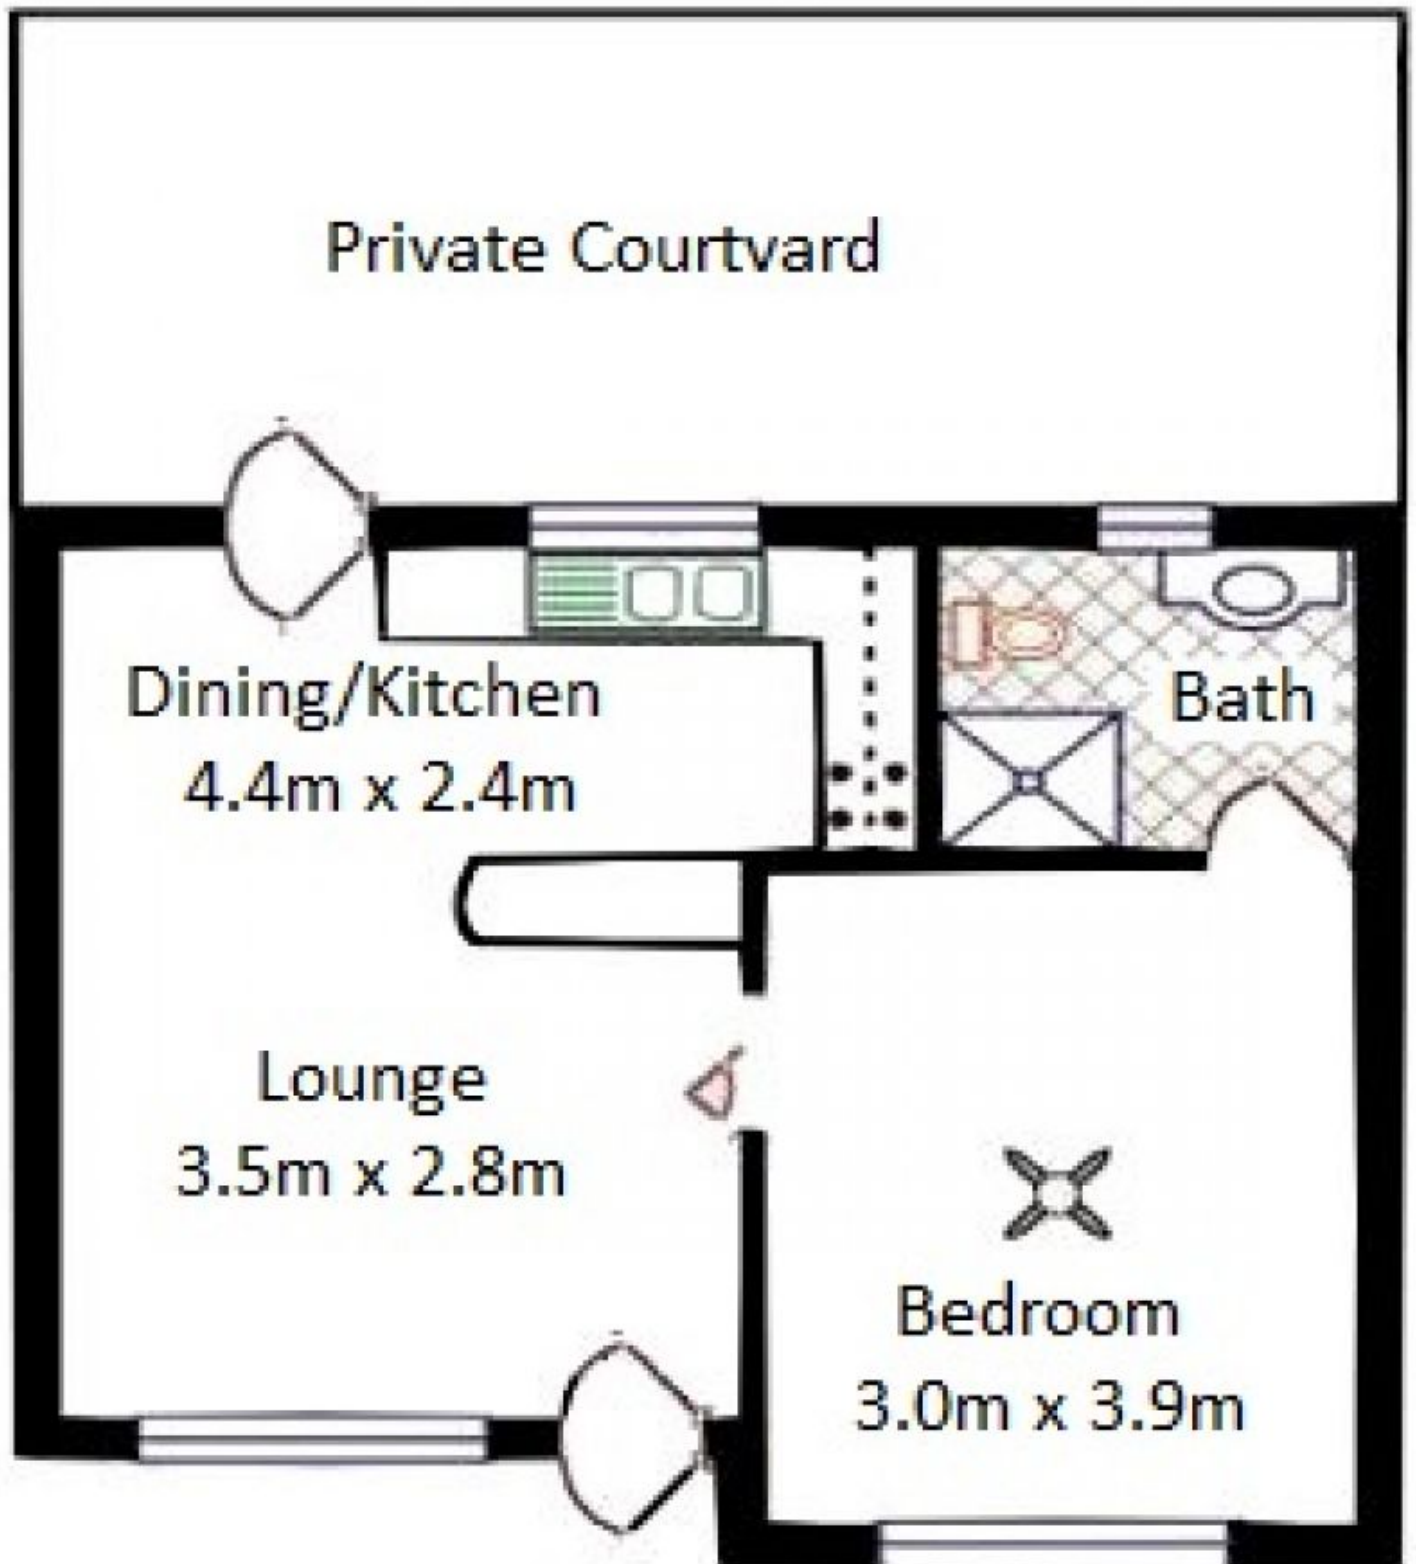 Private Courtvard
Dining/Kitchen
4.4m x 2.4m
Bath
Lounge
3.5m x 2.8m
Bedroom
3.0m x 3.9m